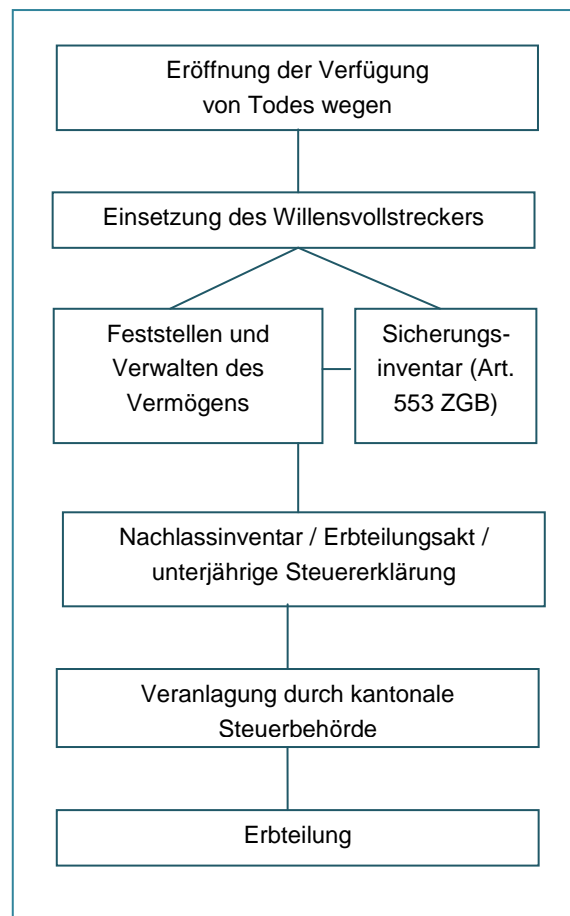 Eröffnung der Verfügung
von Todes wegen
Einsetzung des Willensvollstreckers
Feststellen und
Verwalten des
Vermögens
Sicherungs-
inventar (Art.
553 ZGB)
Nachlassinventar / Erbteilungsakt /
unterjährige Steuererklärung
Veranlagung durch kantonale
Steuerbehörde
Erbteilung